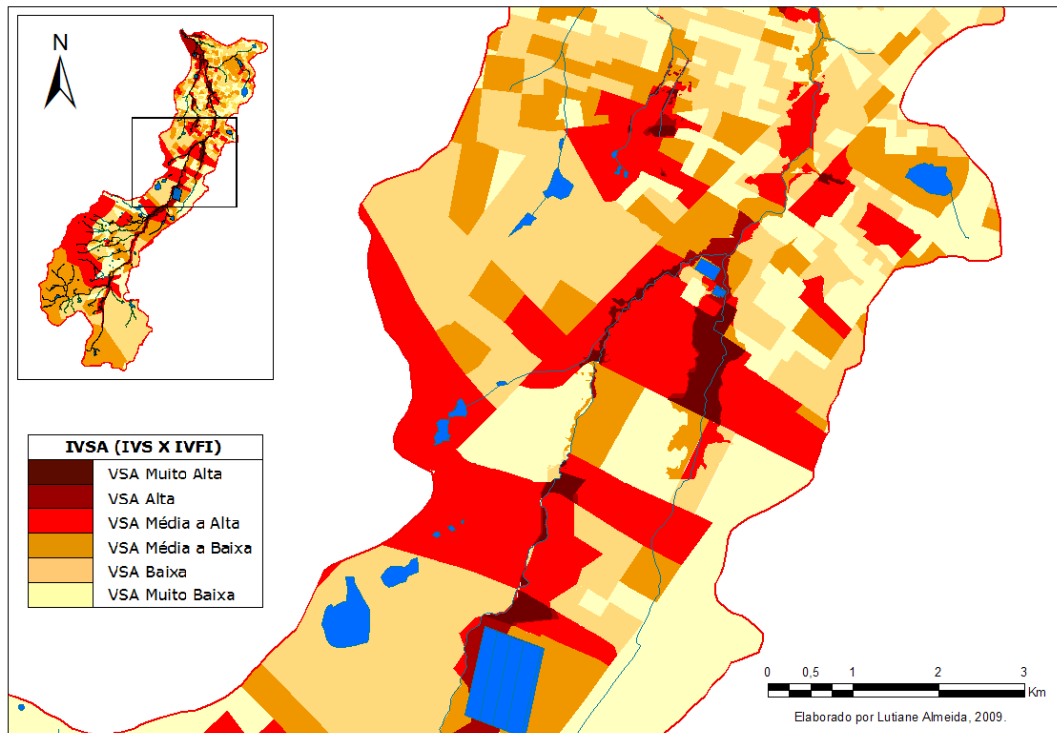 N
IVSA (IVS X IVFI)
VSA Muito Alta
VSA Alta
VSA Média a Alta
VSA Média a Baixa
VSA Baixa
VSA Muito Baixa
0 0,5 1 2 3
Km
Elaborado por Lutiane Almeida, 2009.